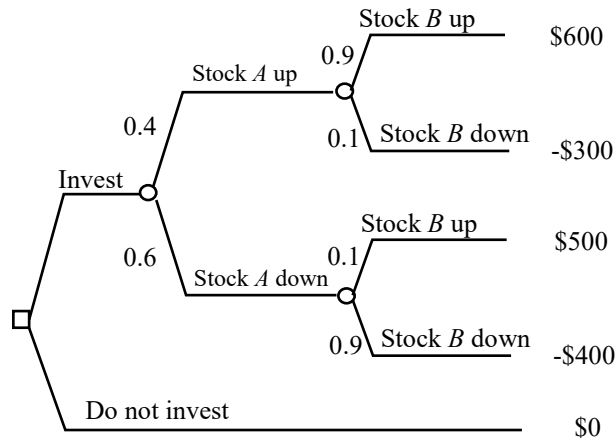 Stock B up
$600
0.9
Stock A up
0.4
0.1
Stock B down
-$300
Invest
Stock B up
$500
0.6
0.1
Stock A down
Stock B down
0.9
-$400
Do not invest
$0